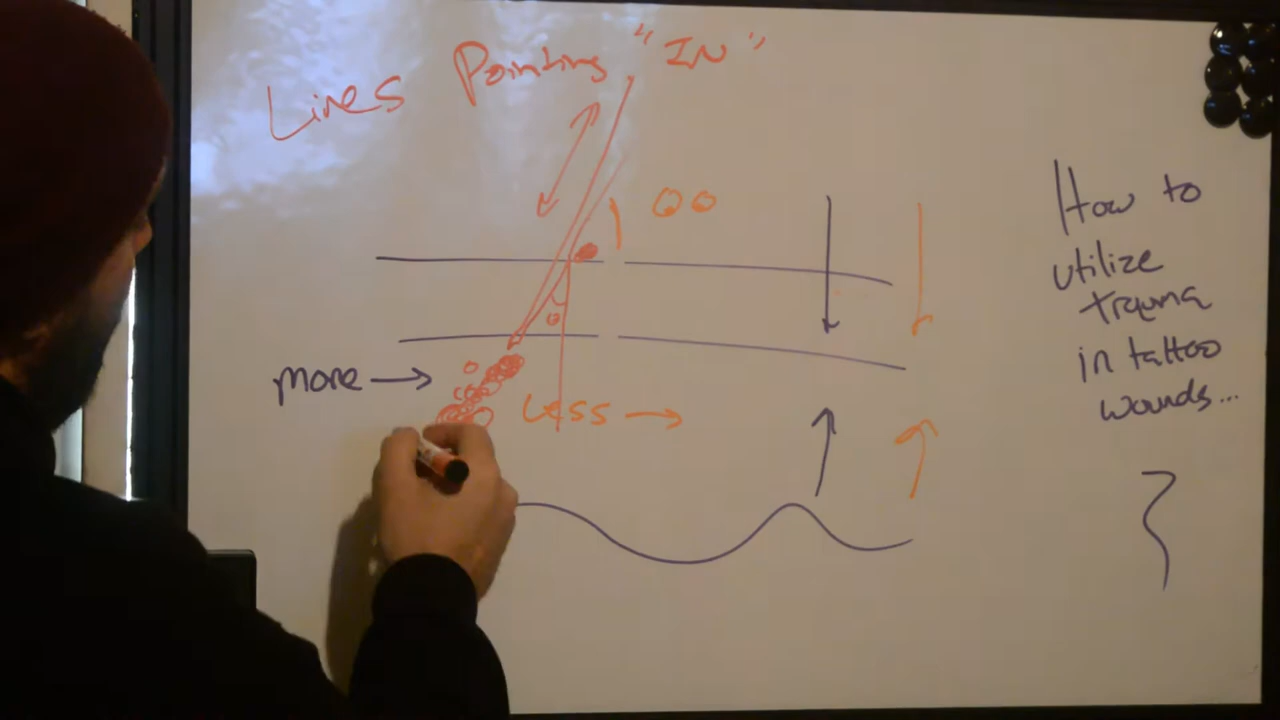 Lines Pointing "IN"
more →
Less →
How to
utilize
trauma
in tattoo
wounds...